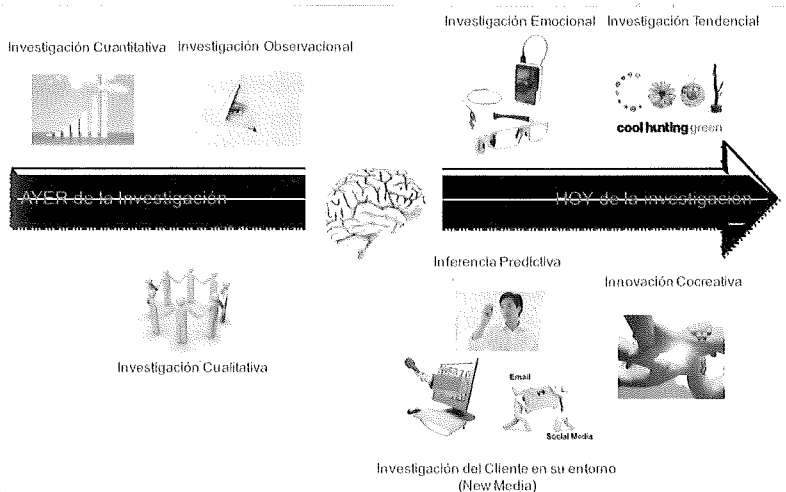 Investigación Emocional
Investigación Tendencial
Investigación Cuantitativa
Investigación Observacional
cool hunting green
AYER de la Investigación
HOY de la investigación
Inferencia Predictiva
Innovación Cocreativa
Investigación Cualitativa
Email
Social Media
Investigación del Cliente en su entorno
(New Media)